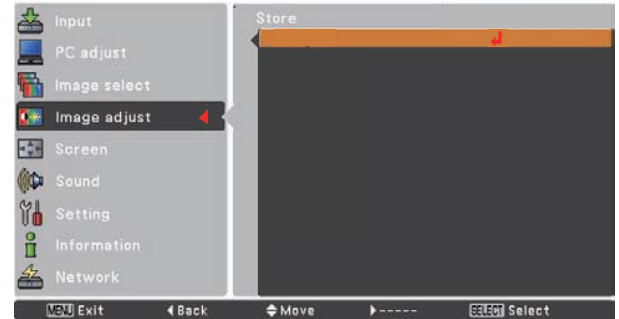 Input
PC adjust
Image select
Image adjust
Screen
Sound
Setting
Information
Network
Store
MENU Exit
Back
Move
-----
SELECT Select